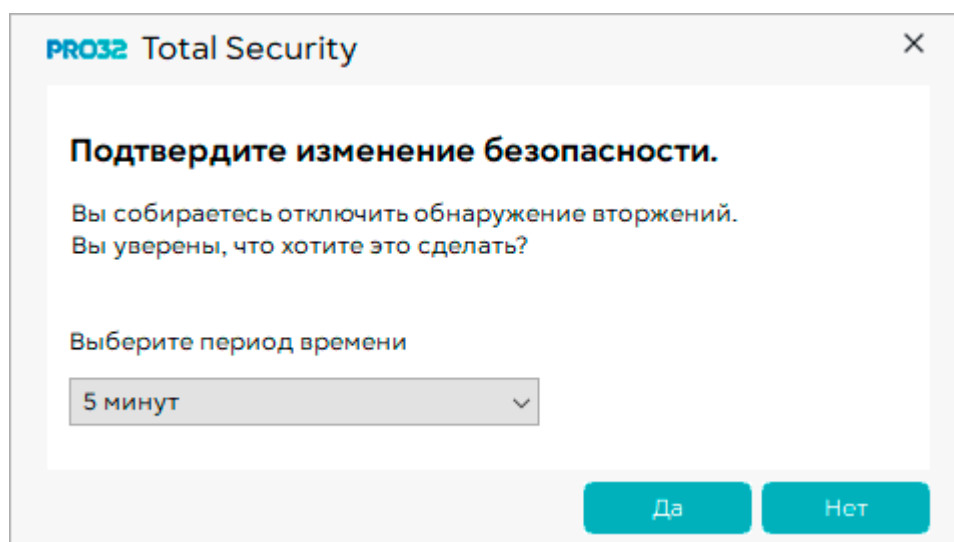 PRO32 Total Security
Подтвердите изменение безопасности.
Вы собираетесь отключить обнаружение вторжений.
Вы уверены, что хотите это сделать?
Выберите период времени
5 минут
Да Нет